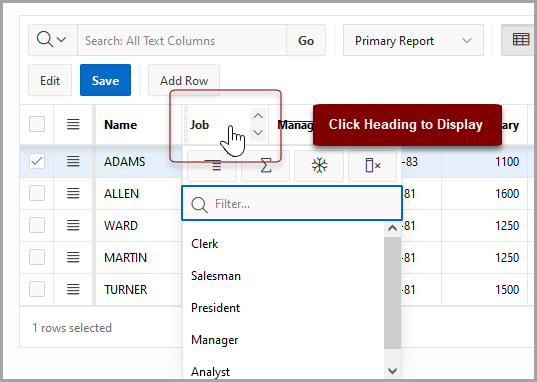 Search: All Text Columns
Go
Primary Report
Edit
Save
Add Row
Name
Job
Click Heading to Display
ADAMS
-83
1100
ALLEN
-81
1600
WARD
-81
1250
MARTIN
-81
1250
TURNER
-81
1500
Filter...
Clerk
Salesman
President
Manager
Analyst
1 rows selected